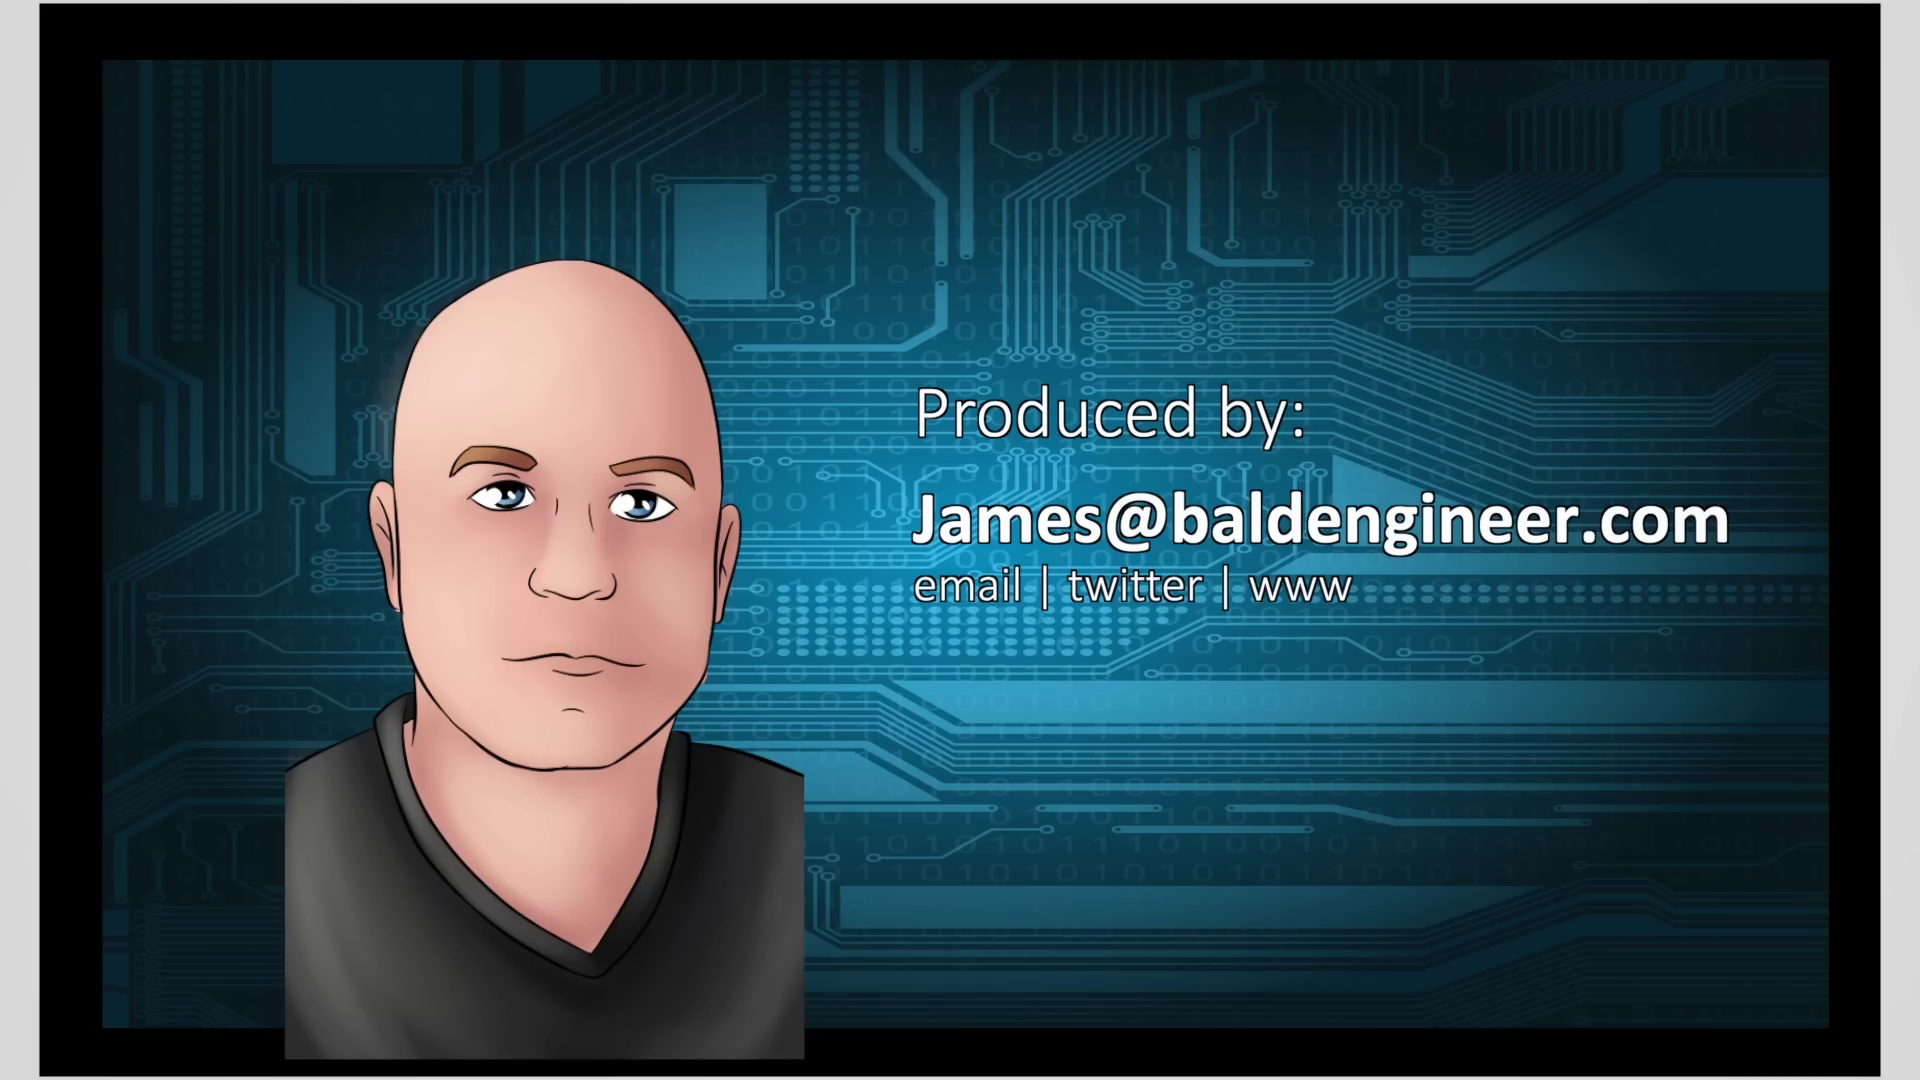 Produced by:
James@baldengineer.com
email | twitter | www